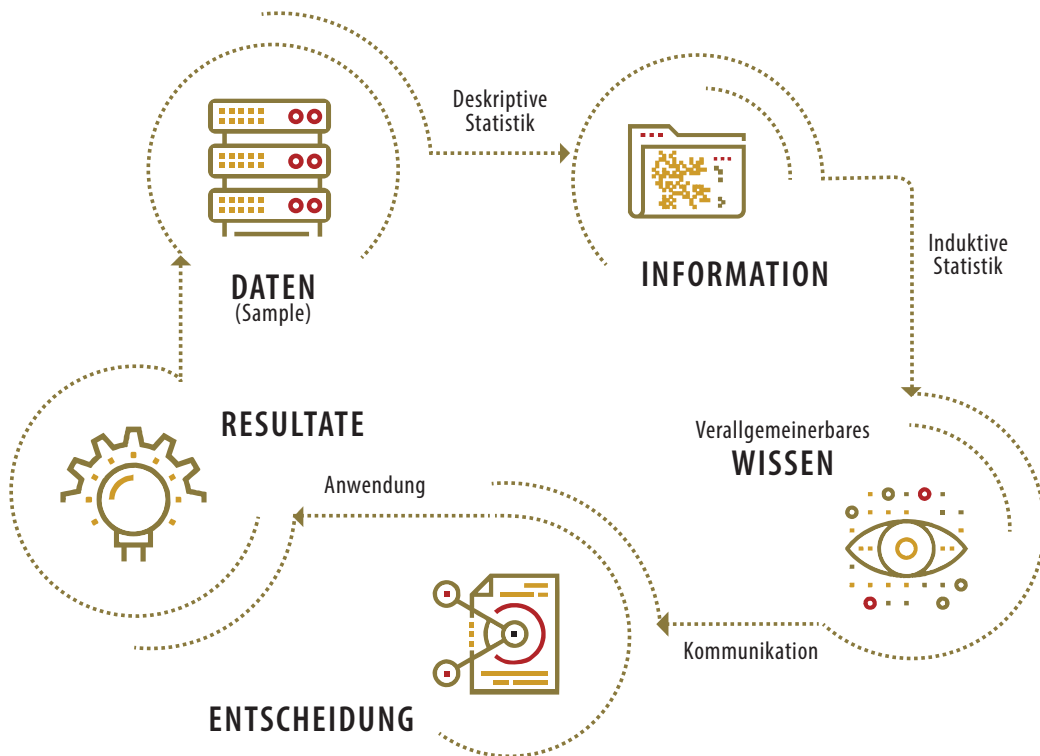 Deskriptive
Statistik
DATEN
(Sample)
INFORMATION
Induktive
Statistik
Verallgemeinerbares
WISSEN
Kommunikation
ENTSCHEIDUNG
Anwendung
RESULTATE